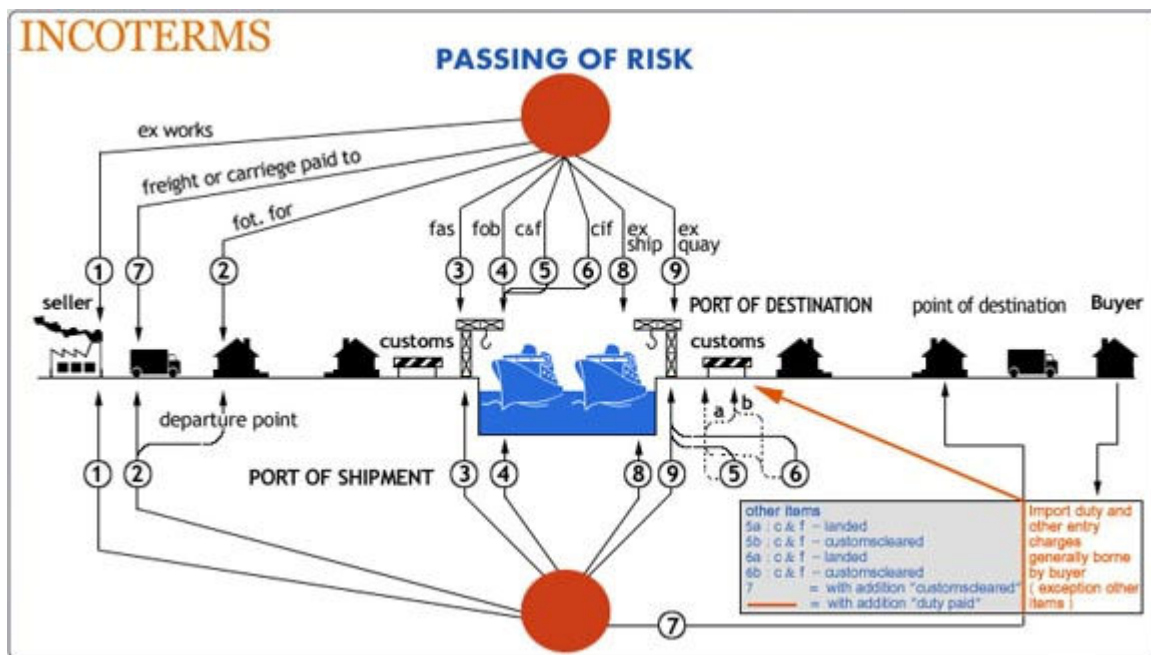 INCOTERMS
PASSING OF RISK
ex works
freight or carriege paid to
fot. for
fas
fob
c&f
cif
ex ship
ex quay
1
7
2
3
4
5
6
8
9
seller
customs
PORT OF DESTINATION
customs
point of destination
Buyer
departure point
a
b
1
2
PORT OF SHIPMENT
3
4
8
9
5
6
other items
5a : c & f - landed
5b : c & f - customscleared
6a : c & f - landed
6b : c & f - customscleared
7 = with addition "customscleared"
= with addition "duty paid"
Import duty and
other entry
charges
generally borne
by buyer
( exception other
items )
7